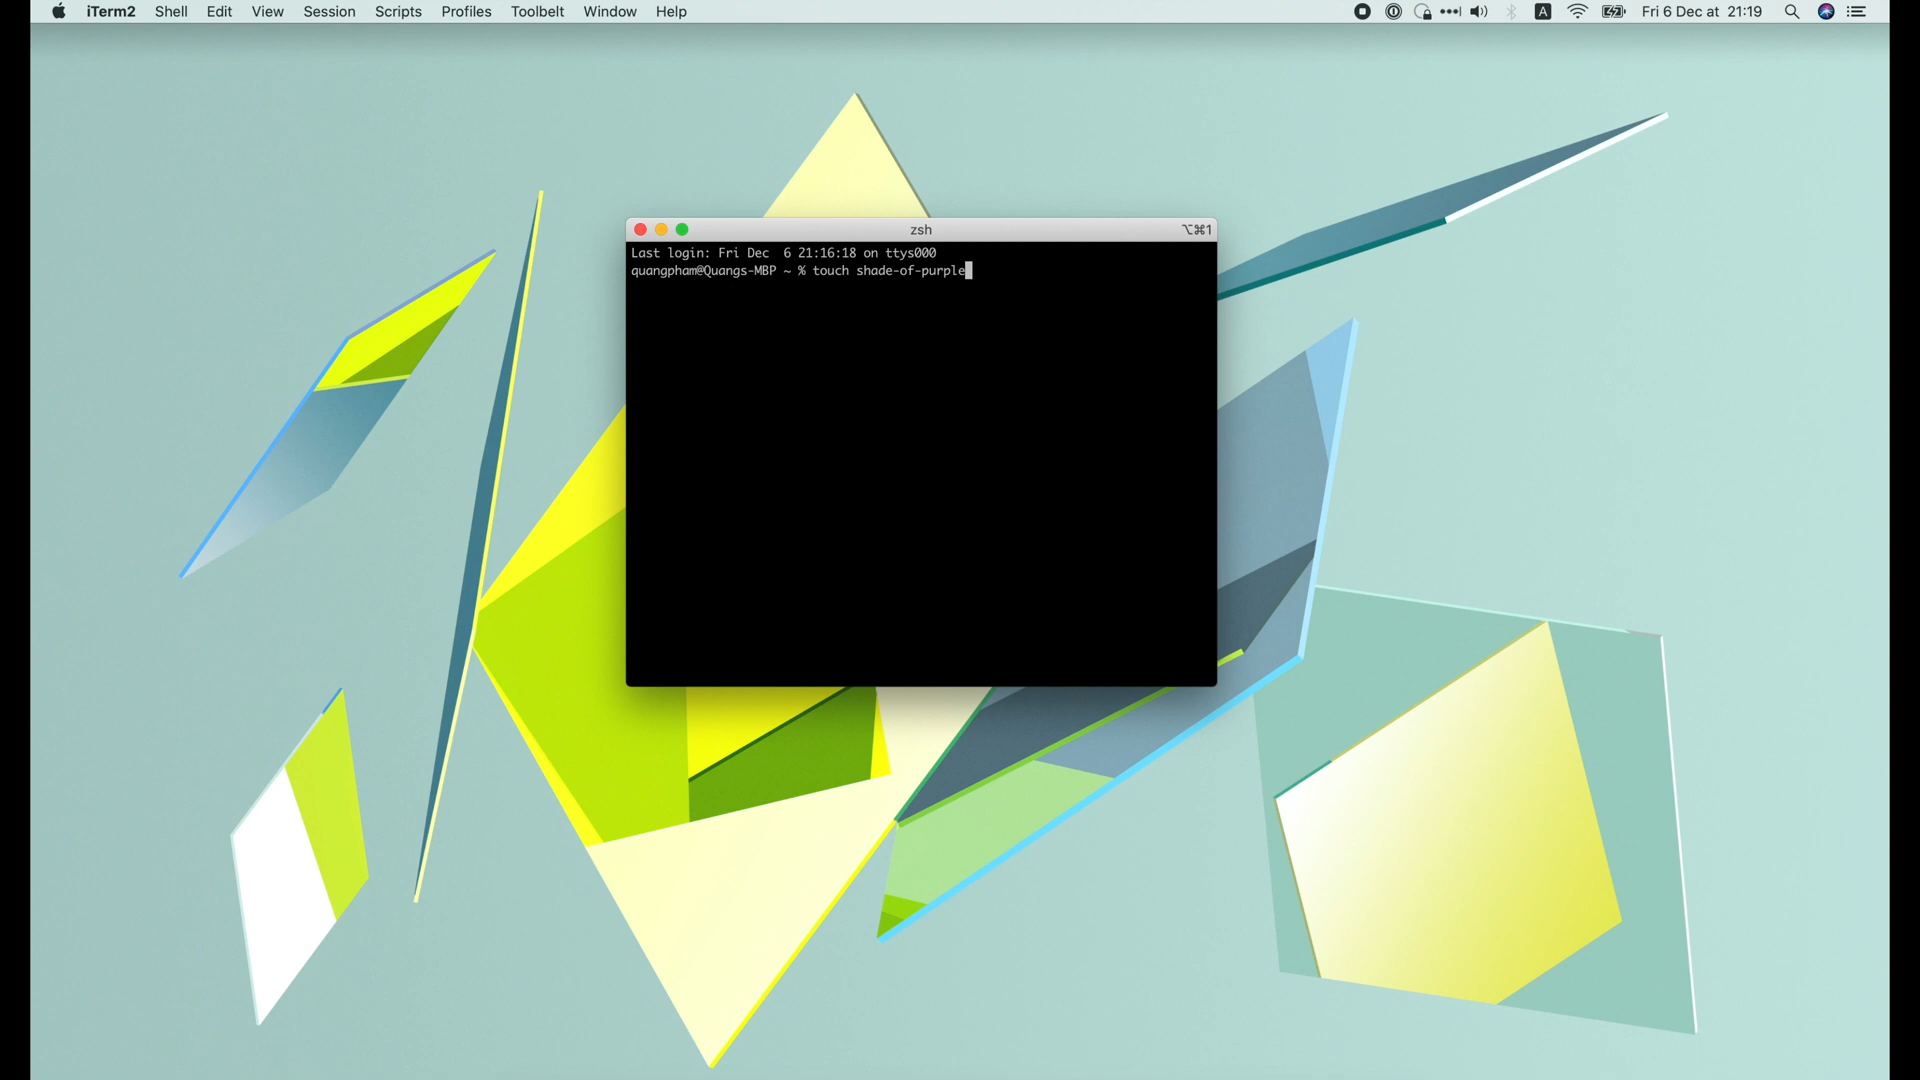 iTerm2 Shell Edit View Session Scripts Profiles Toolbelt Window Help A Fri 6 Dec at 21:19
zsh ⌥⌘1
Last login: Fri Dec  6 21:16:18 on ttys000
quangpham@Quangs-MBP ~ % touch shade-of-purple